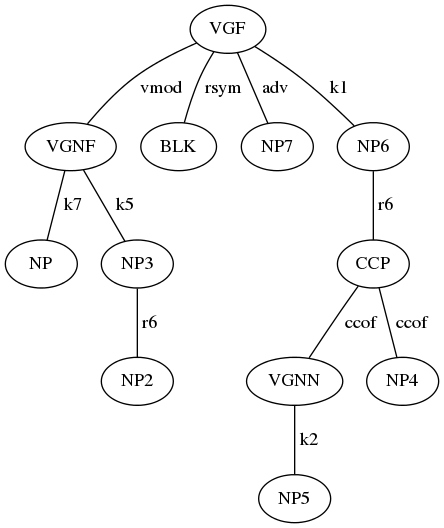 VGF
vmod rsym adv k1
VGNF BLK NP7 NP6
k7 k5 r6
NP NP3 CCP
r6 ccof ccof
NP2 VGNN NP4
k2
NP5